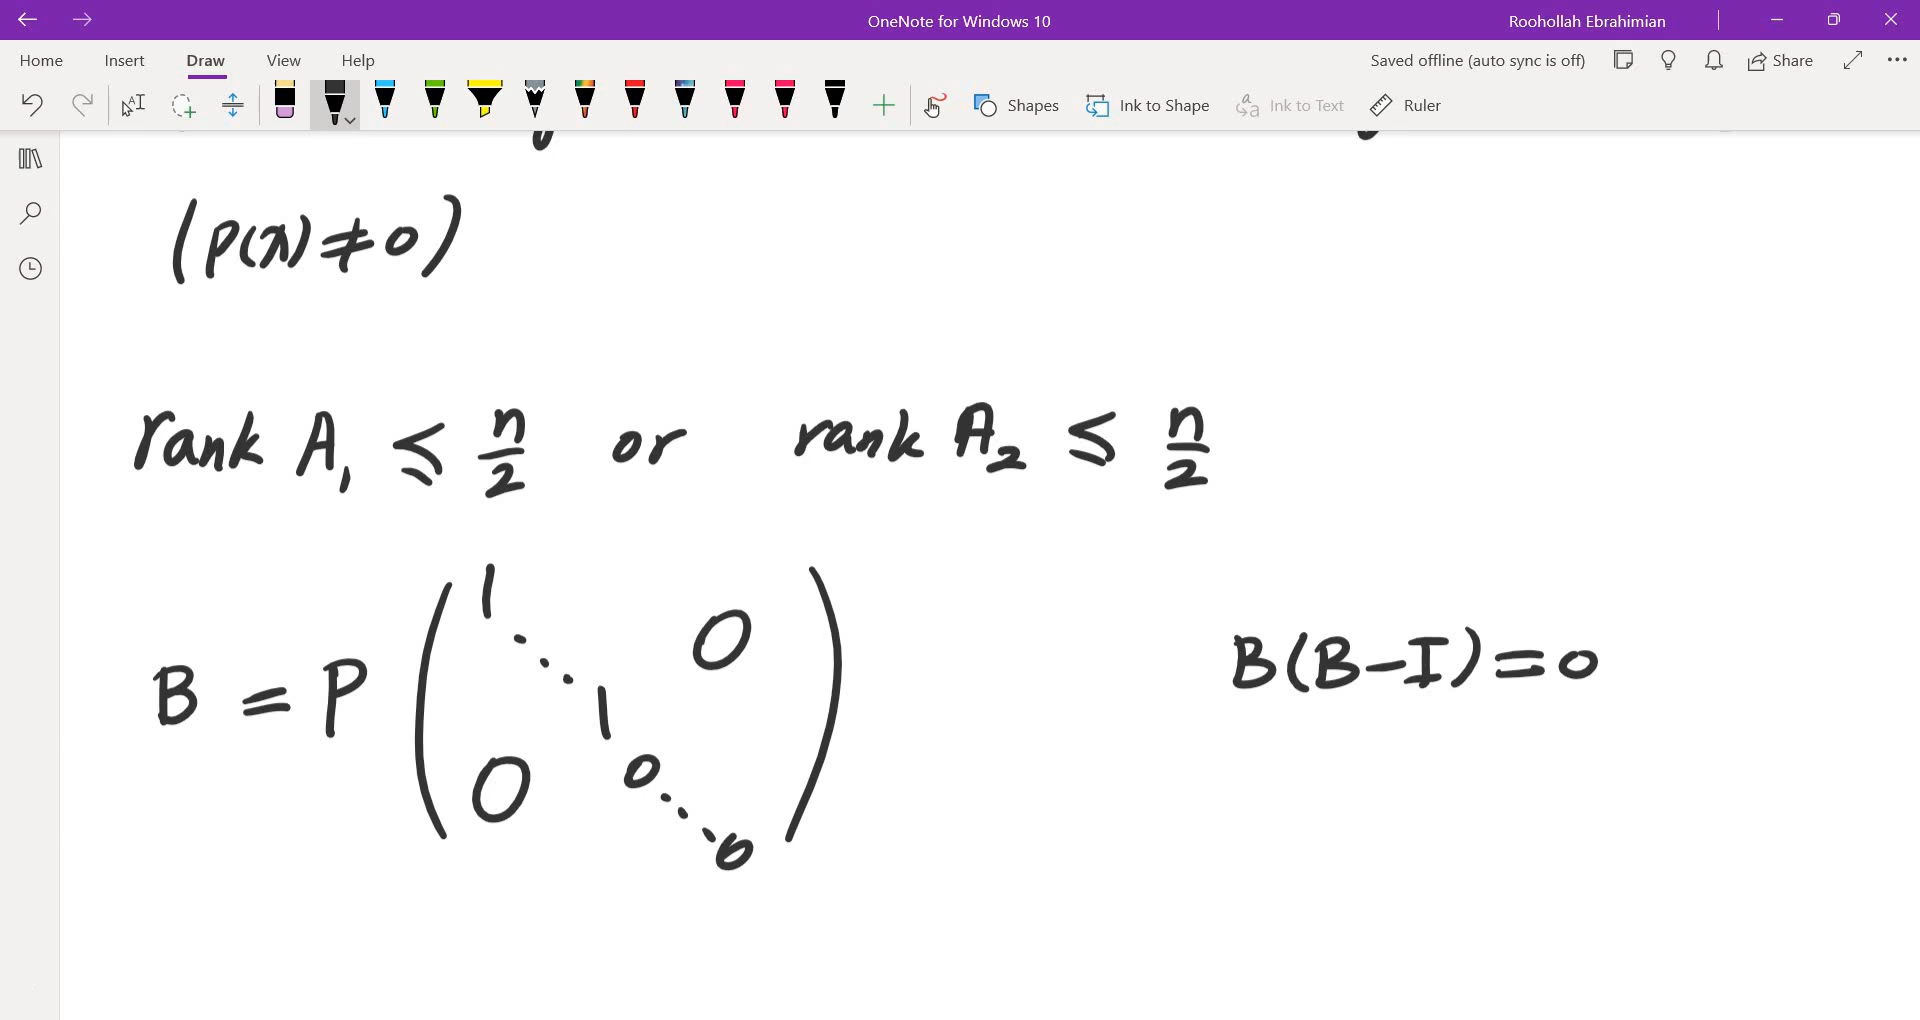 OneNote for Windows 10
Roohollah Ebrahimian
Home Insert Draw View Help
Saved offline (auto sync is off)
Share
Shapes
Ink to Shape
Ink to Text
Ruler
(P(λ) ≠ 0)
rank A₁ ≤ n/2 or rank A₂ ≤ n/2
B = P ( 1 ⋱ 1 0 ⋱ 0 0 0 )
B(B-I)=0